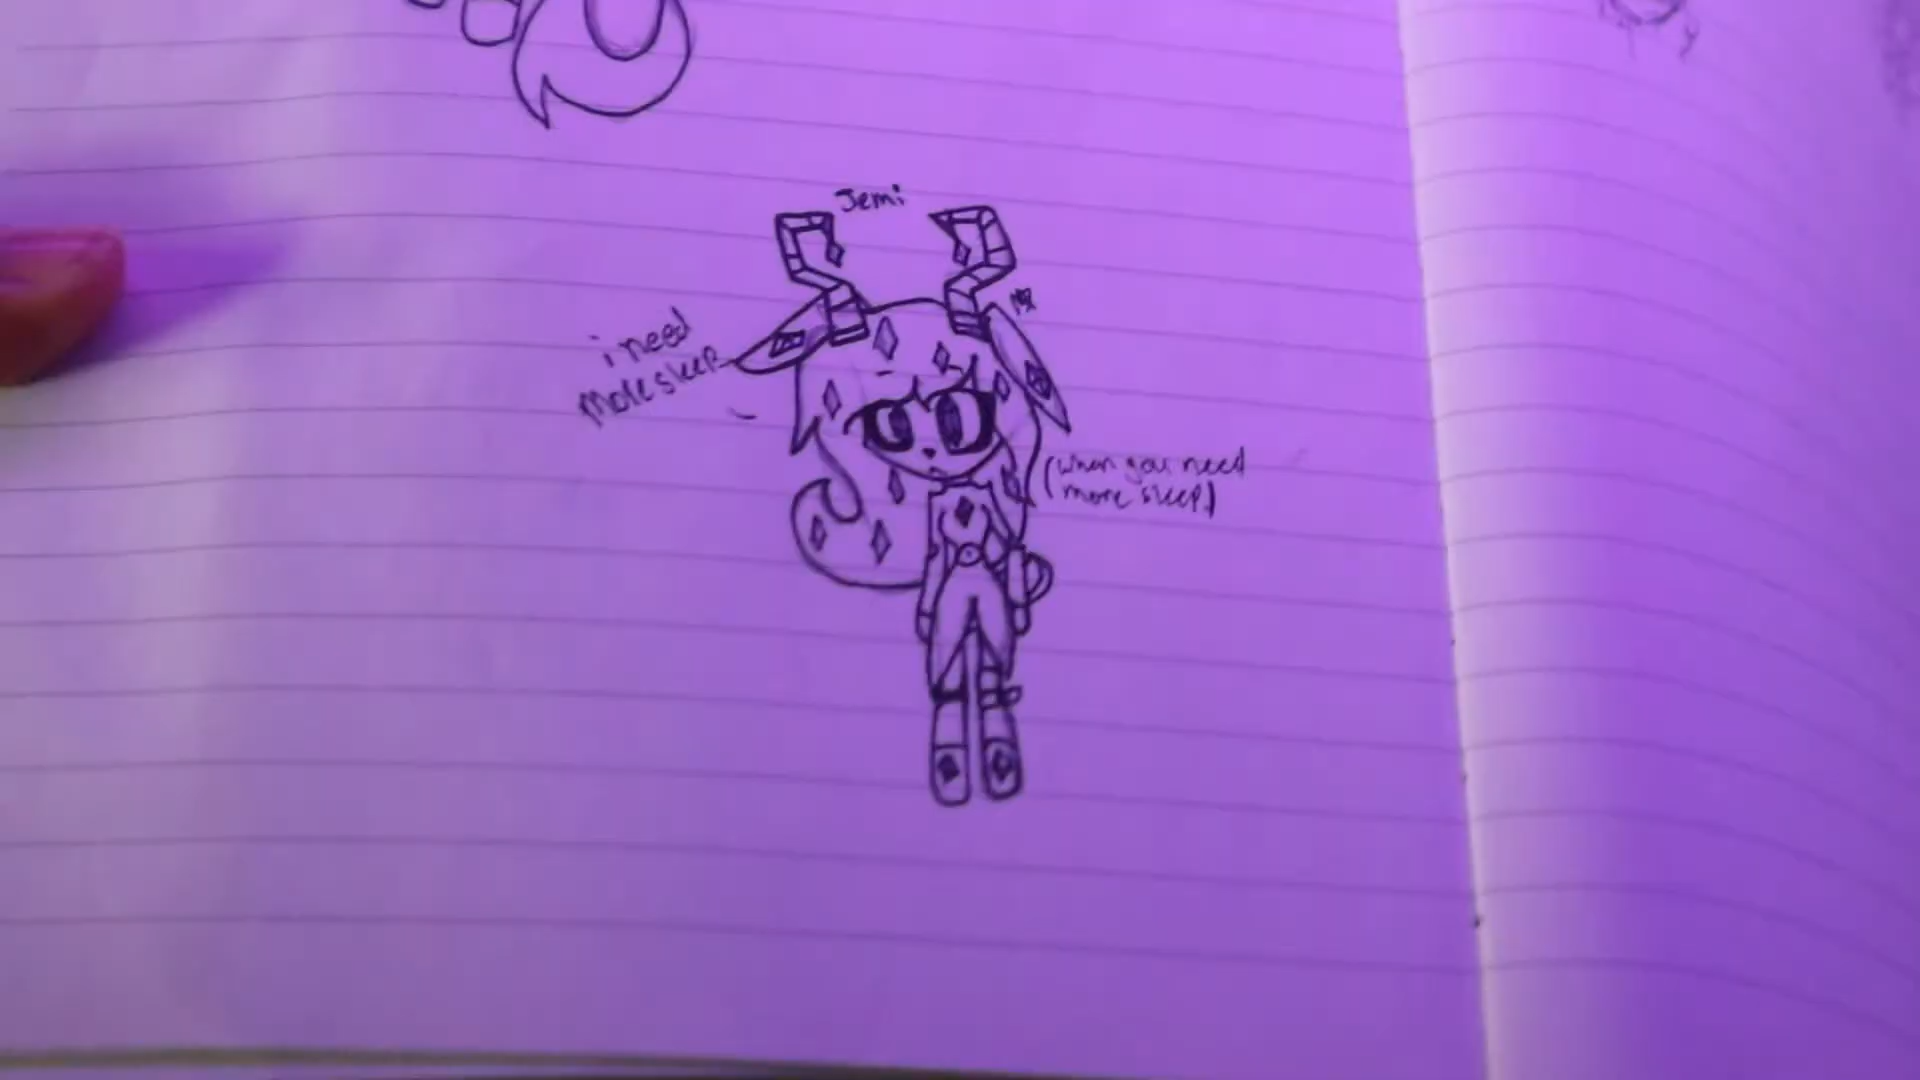 Jemi
i need
more sleep
(when you need
(more sleep)